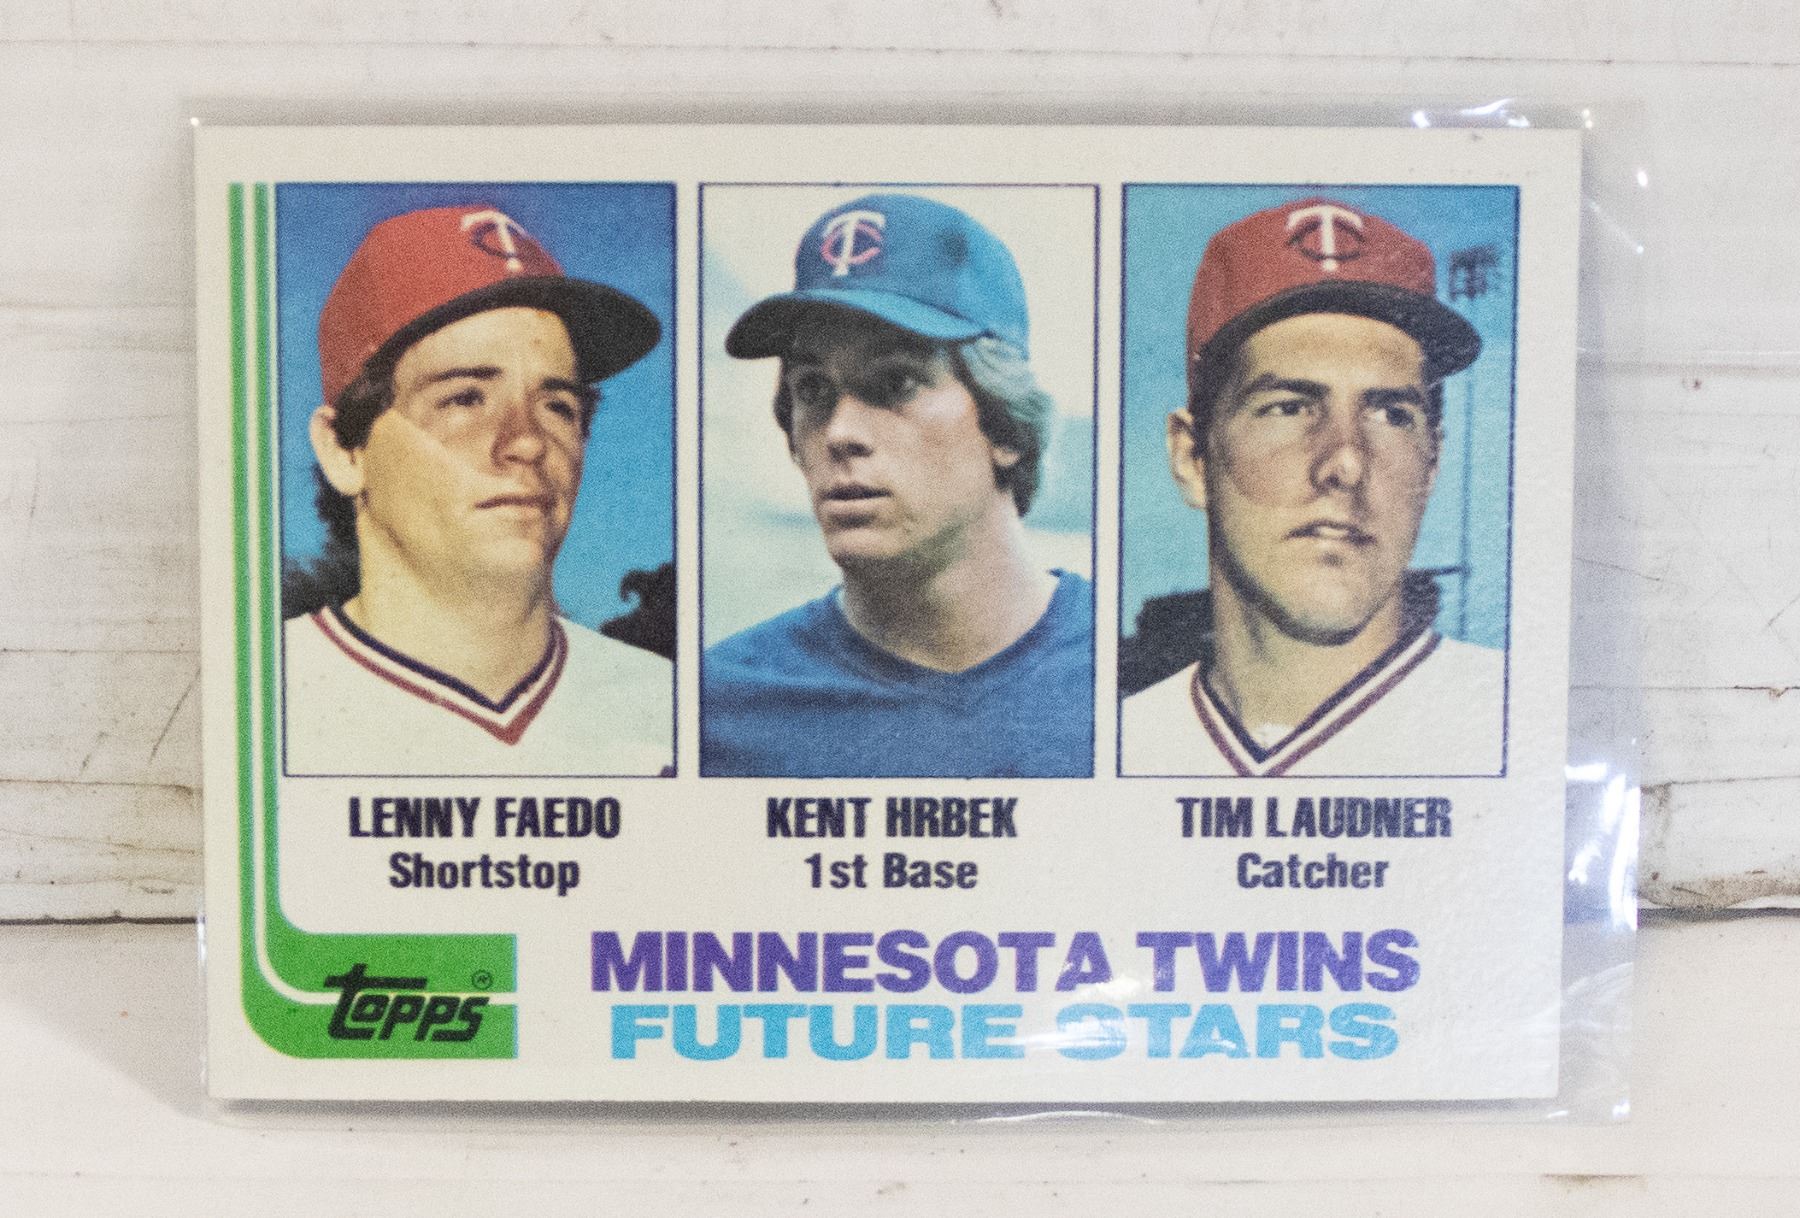 LENNY FAEDO
Shortstop
KENT HRBEK
1st Base
TIM LAUDNER
Catcher
topps ®
MINNESOTA TWINS
FUTURE STARS